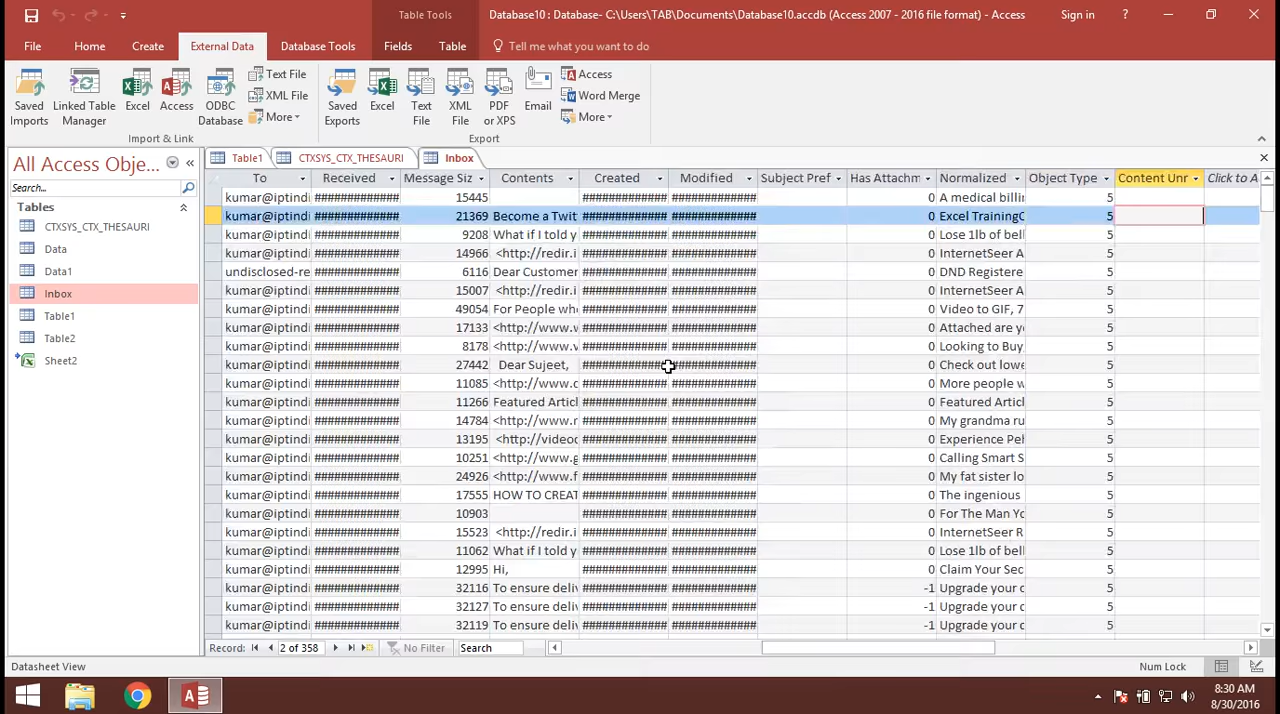 Table Tools
Database10 : Database- C:\Users\TAB\Documents\Database10.accdb (Access 2007 - 2016 file format) - Access
Sign in
?
File Home Create External Data Database Tools Fields Table Tell me what you want to do
Saved Imports
Linked Table Manager
Excel
Access
ODBC Database
Text File
XML File
More
Import & Link
Saved Exports
Excel
Text File
XML File
PDF or XPS
Email
Access
Word Merge
More
Export
All Access Obje... «
Search...
Tables
CTXSYS_CTX_THESAURI
Data
Data1
Inbox
Table1
Table2
Sheet2
Table1 CTXSYS_CTX_THESAURI Inbox
To Received Message Siz Contents Created Modified Subject Pref Has Attachm Normalized Object Type Content Unr Click to A
kumar@iptindi ############# 15445 ############# ############# 0 A medical billin 5
kumar@iptindi ############# 21369 Become a Twit ############# ############# 0 Excel TrainingC 5
kumar@iptindi ############# 9208 What if I told y ############# ############# 0 Lose 1lb of bell 5
kumar@iptindi ############# 14966 <http://redir.i ############# ############# 0 InternetSeer A 5
undisclosed-re ############# 6116 Dear Customer ############# ############# 0 DND Registere 5
kumar@iptindi ############# 15007 <http://redir.i ############# ############# 0 InternetSeer A 5
kumar@iptindi ############# 49054 For People who ############# ############# 0 Video to GIF, 7 5
kumar@iptindi ############# 17133 <http://www.v ############# ############# 0 Attached are yo 5
kumar@iptindi ############# 8178 <http://www.v ############# ############# 0 Looking to Buy, 5
kumar@iptindi ############# 27442 Dear Sujeet, ############# ############# 0 Check out lowe 5
kumar@iptindi ############# 11085 <http://www.c ############# ############# 0 More people w 5
kumar@iptindi ############# 11266 Featured Artic ############# ############# 0 Featured Articl 5
kumar@iptindi ############# 14784 <http://www.r ############# ############# 0 My grandma ru 5
kumar@iptindi ############# 13195 <http://videoc ############# ############# 0 Experience Peh 5
kumar@iptindi ############# 10251 <http://www.g ############# ############# 0 Calling Smart S 5
kumar@iptindi ############# 24926 <http://www.f ############# ############# 0 My fat sister lo 5
kumar@iptindi ############# 17555 HOW TO CREAT ############# ############# 0 The ingenious 5
kumar@iptindi ############# 10903 ############# ############# 0 For The Man Yo 5
kumar@iptindi ############# 15523 <http://redir.i ############# ############# 0 InternetSeer R 5
kumar@iptindi ############# 11062 What if I told y ############# ############# 0 Lose 1lb of bell 5
kumar@iptindi ############# 12995 Hi, ############# ############# 0 Claim Your Sec 5
kumar@iptindi ############# 32116 To ensure deliv ############# ############# -1 Upgrade your c 5
kumar@iptindi ############# 32127 To ensure deliv ############# ############# -1 Upgrade your c 5
kumar@iptindi ############# 32119 To ensure deliv ############# ############# -1 Upgrade your c 5
Record: 2 of 358 No Filter Search
Datasheet View
Num Lock
8:30 AM
8/30/2016